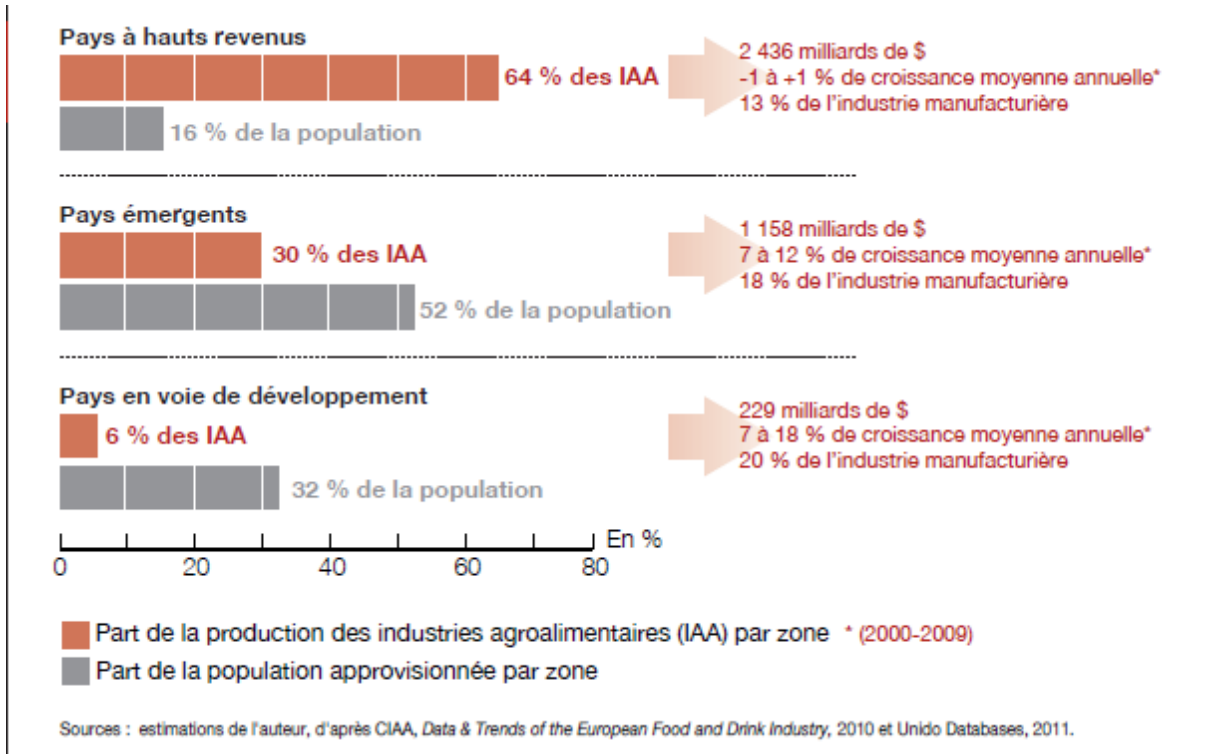 Pays à hauts revenus
64 % des IAA
2 436 milliards de $
-1 à +1 % de croissance moyenne annuelle*
13 % de l'industrie manufacturière
16 % de la population
Pays émergents
30 % des IAA
1 158 milliards de $
7 à 12 % de croissance moyenne annuelle*
18 % de l'industrie manufacturière
52 % de la population
Pays en voie de développement
6 % des IAA
229 milliards de $
7 à 18 % de croissance moyenne annuelle*
20 % de l'industrie manufacturière
32 % de la population
En %
0 20 40 60 80
Part de la production des industries agroalimentaires (IAA) par zone * (2000-2009)
Part de la population approvisionnée par zone
Sources : estimations de l'auteur, d'après CIAA, Data & Trends of the European Food and Drink Industry, 2010 et Unido Databases, 2011.